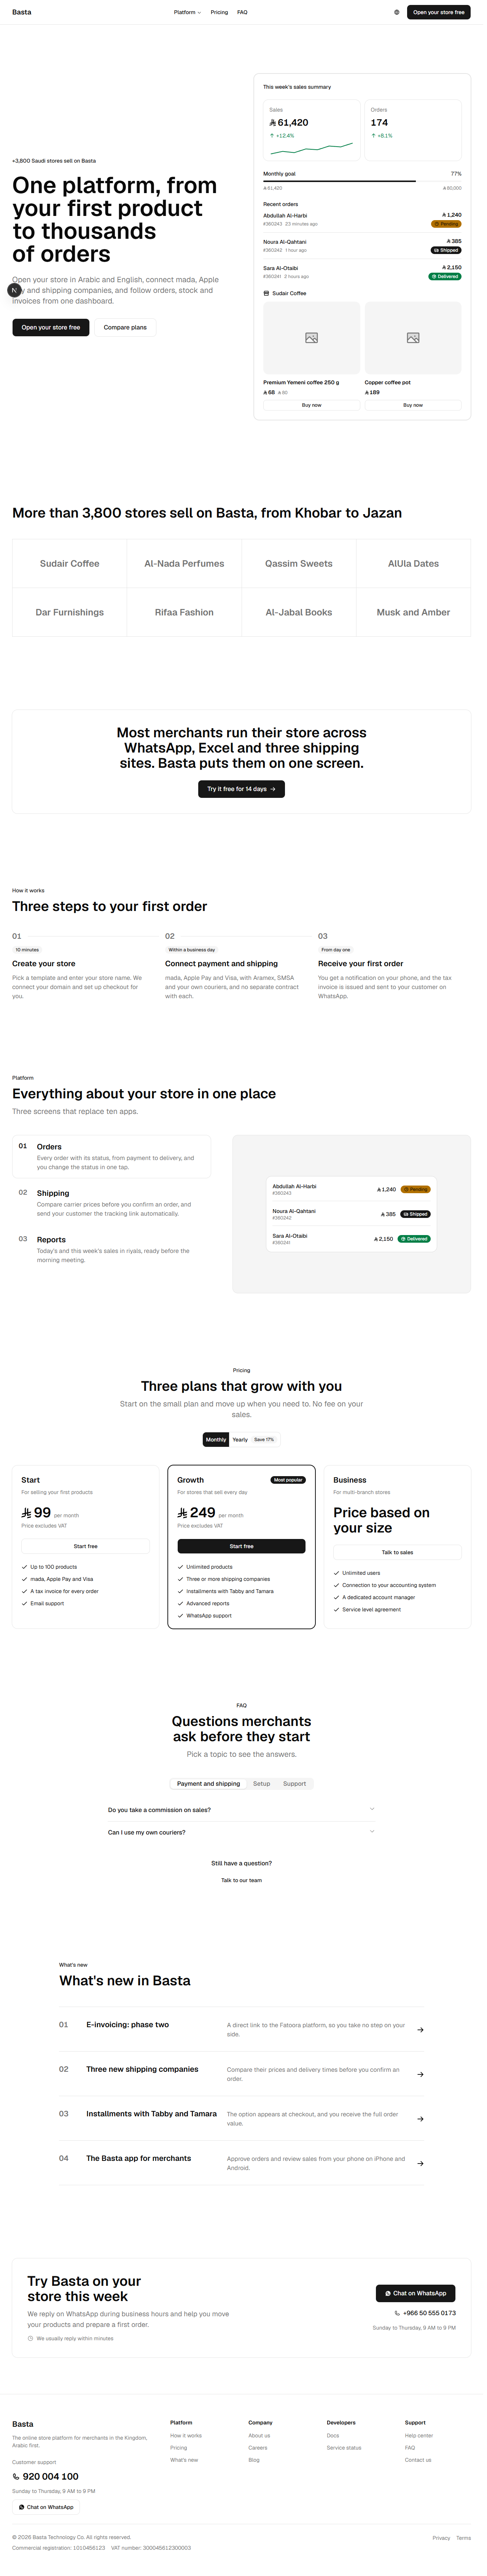 Basta
Platform
Pricing
FAQ
Open your store free
+3,800 Saudi stores sell on Basta
One platform, from
your first product
to thousands
of orders
Open your store in Arabic and English, connect mada, Apple
and shipping companies, and follow orders, stock and
invoices from one dashboard.
Open your store free
Compare plans
This week's sales summary
Sales
61,420
+12.4%
Orders
174
+8.1%
Monthly goal
77%
61,420
80,000
Recent orders
Abdullah Al-Harbi
1,240
#360243 23 minutes ago
Pending
Noura Al-Qahtani
385
#360242 1 hour ago
Shipped
Sara Al-Otaibi
2,150
#360241 2 hours ago
Delivered
Sudair Coffee
Premium Yemeni coffee 250 g
68 80
Buy now
Copper coffee pot
189
Buy now
More than 3,800 stores sell on Basta, from Khobar to Jazan
Sudair Coffee
Al-Nada Perfumes
Qassim Sweets
AlUla Dates
Dar Furnishings
Rifaa Fashion
Al-Jabal Books
Musk and Amber
Most merchants run their store across
WhatsApp, Excel and three shipping
sites. Basta puts them on one screen.
Try it free for 14 days
How it works
Three steps to your first order
01
10 minutes
Create your store
Pick a template and enter your store name. We
connect your domain and set up checkout for
you.
02
Within a business day
Connect payment and shipping
mada, Apple Pay and Visa, with Aramex, SMSA
and your own couriers, and no separate contract
with each.
03
From day one
Receive your first order
You get a notification on your phone, and the tax
invoice is issued and sent to your customer on
WhatsApp.
Platform
Everything about your store in one place
Three screens that replace ten apps.
01
Orders
Every order with its status, from payment to delivery, and
you change the status in one tap.
02
Shipping
Compare carrier prices before you confirm an order, and
send your customer the tracking link automatically.
03
Reports
Today's and this week's sales in riyals, ready before the
morning meeting.
Abdullah Al-Harbi
#360243
1,240
Pending
Noura Al-Qahtani
#360242
385
Shipped
Sara Al-Otaibi
#360241
2,150
Delivered
Pricing
Three plans that grow with you
Start on the small plan and move up when you need to. No fee on your
sales.
Monthly
Yearly
Save 17%
Start
For selling your first products
99 per month
Price excludes VAT
Start free
Up to 100 products
mada, Apple Pay and Visa
A tax invoice for every order
Email support
Growth
Most popular
For stores that sell every day
249 per month
Price excludes VAT
Start free
Unlimited products
Three or more shipping companies
Installments with Tabby and Tamara
Advanced reports
WhatsApp support
Business
For multi-branch stores
Price based on
your size
Talk to sales
Unlimited users
Connection to your accounting system
A dedicated account manager
Service level agreement
FAQ
Questions merchants
ask before they start
Pick a topic to see the answers.
Payment and shipping
Setup
Support
Do you take a commission on sales?
Can I use my own couriers?
Still have a question?
Talk to our team
What's new
What's new in Basta
01
E-invoicing: phase two
A direct link to the Fatoora platform, so you take no step on your
side.
02
Three new shipping companies
Compare their prices and delivery times before you confirm an
order.
03
Installments with Tabby and Tamara
The option appears at checkout, and you receive the full order
value.
04
The Basta app for merchants
Approve orders and review sales from your phone on iPhone and
Android.
Try Basta on your
store this week
We reply on WhatsApp during business hours and help you move
your products and prepare a first order.
We usually reply within minutes
Chat on WhatsApp
+966 50 555 0173
Sunday to Thursday, 9 AM to 9 PM
Basta
The online store platform for merchants in the Kingdom.
Arabic first.
Customer support
920 004 100
Sunday to Thursday, 9 AM to 9 PM
Chat on WhatsApp
Platform
How it works
Pricing
What's new
Company
About us
Careers
Blog
Developers
Docs
Service status
Support
Help center
FAQ
Contact us
© 2026 Basta Technology Co. All rights reserved.
Commercial registration: 1010456123 VAT number: 300045612300003
Privacy
Terms